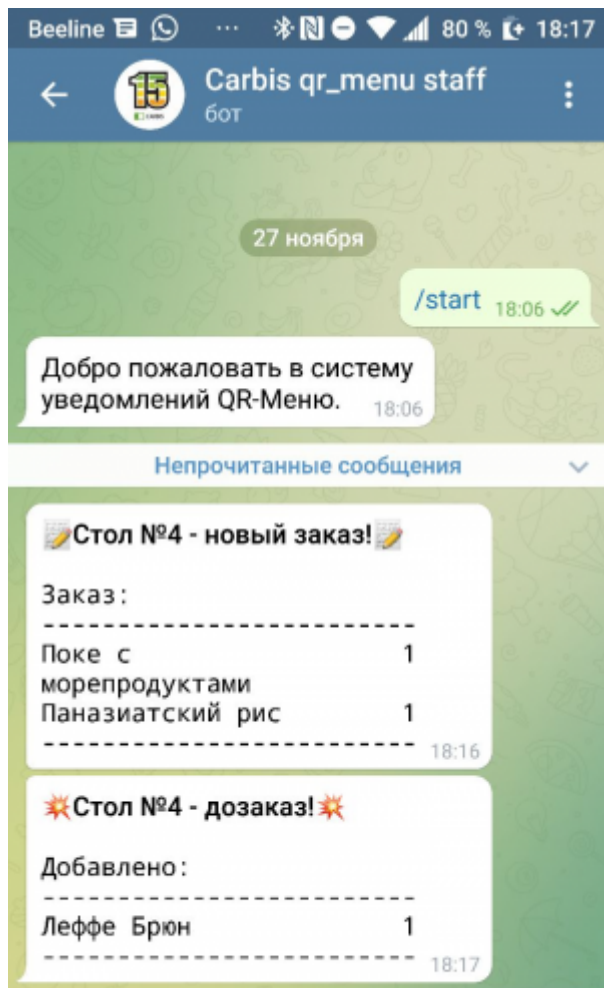 Beeline ... 80 % 18:17
15
CARBIS
Carbis qr_menu staff
бот
27 ноября
/start 18:06
Добро пожаловать в систему
уведомлений QR-Меню. 18:06
Непрочитанные сообщения
Стол №4 - новый заказ!
Заказ:
--------------------------
Поке с 1
морепродуктами
Паназиатский рис 1
--------------------------
18:16
Стол №4 - дозаказ!
Добавлено:
--------------------------
Леффе Брюн 1
--------------------------
18:17